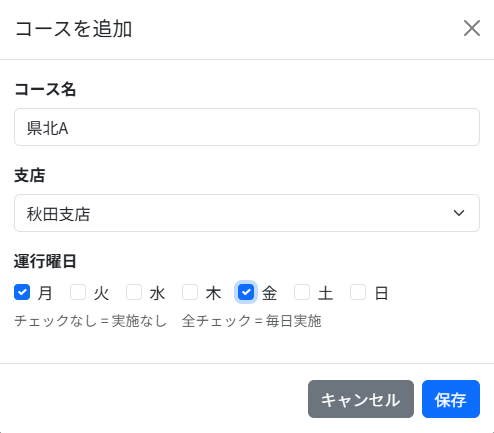 コースを追加
コース名
県北A
支店
秋田支店
運行曜日
月 火 水 木 金 土 日
チェックなし = 実施なし 全チェック = 毎日実施
キャンセル 保存